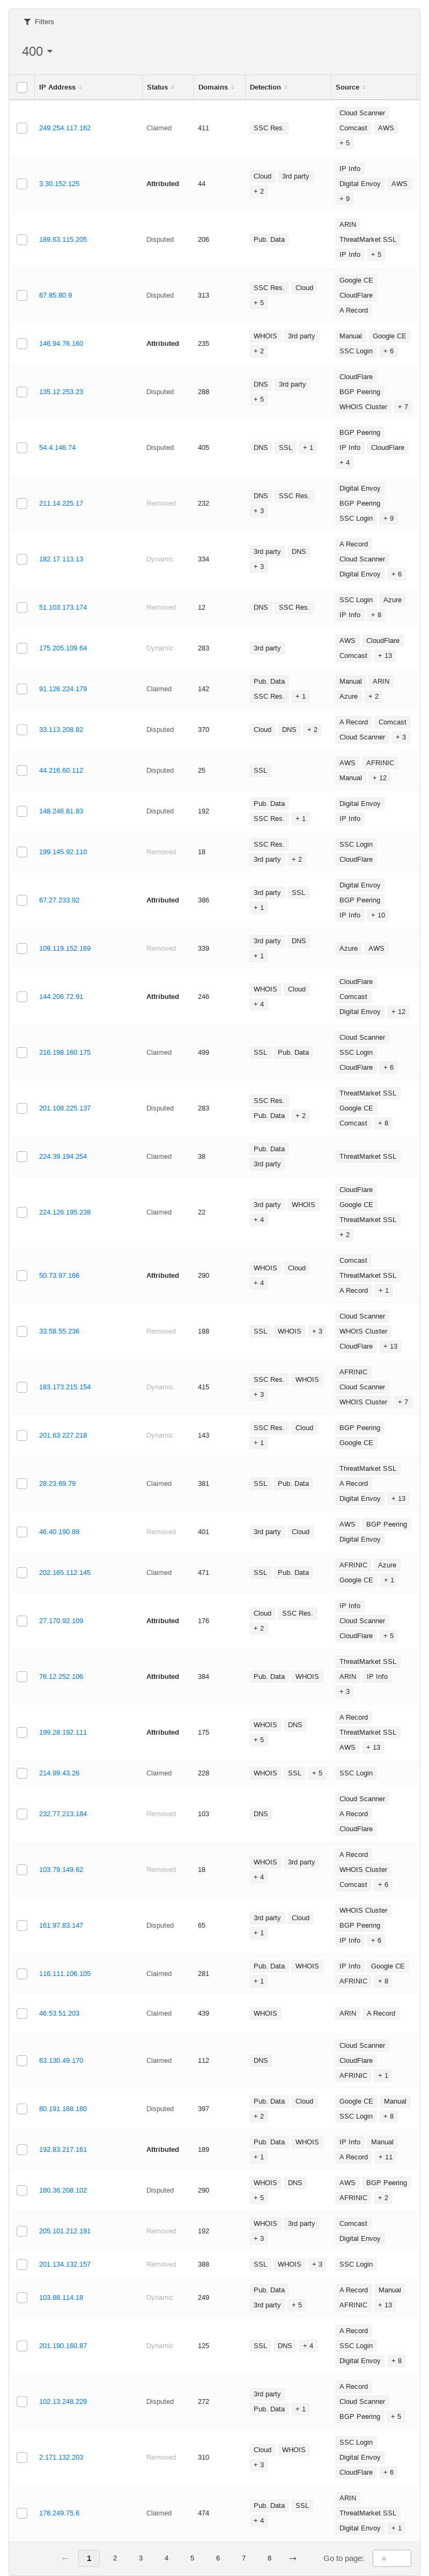 Filters
400
IP Address Status Domains Detection Source
249.254.117.162 Claimed 411 SSC Res. Cloud Scanner Comcast AWS + 5
3.30.152.125 Attributed 44 Cloud 3rd party + 2 IP Info Digital Envoy AWS + 9
189.63.115.205 Disputed 206 Pub. Data ARIN ThreatMarket SSL IP Info + 5
67.85.80.9 Disputed 313 SSC Res. Cloud + 5 Google CE CloudFlare A Record
146.94.76.160 Attributed 235 WHOIS 3rd party + 2 Manual Google CE SSC Login + 6
135.12.253.23 Disputed 288 DNS 3rd party + 5 CloudFlare BGP Peering WHOIS Cluster + 7
54.4.146.74 Disputed 405 DNS SSL + 1 BGP Peering IP Info CloudFlare + 4
211.14.225.17 Removed 232 DNS SSC Res. + 3 Digital Envoy BGP Peering SSC Login + 9
182.17.113.13 Dynamic 334 3rd party DNS + 3 A Record Cloud Scanner Digital Envoy + 6
51.103.173.174 Removed 12 DNS SSC Res. SSC Login Azure IP Info + 8
175.205.109.64 Dynamic 283 3rd party AWS CloudFlare Comcast + 13
91.126.224.179 Claimed 142 Pub. Data SSC Res. + 1 Manual ARIN Azure + 2
33.113.208.82 Disputed 370 Cloud DNS + 2 A Record Comcast Cloud Scanner + 3
44.216.60.112 Disputed 25 SSL AWS AFRINIC Manual + 12
148.246.81.83 Disputed 192 Pub. Data SSC Res. + 1 Digital Envoy IP Info
199.145.92.110 Removed 18 SSC Res. 3rd party + 2 SSC Login CloudFlare
67.27.233.92 Attributed 386 3rd party SSL + 1 Digital Envoy BGP Peering IP Info + 10
109.119.152.169 Removed 339 3rd party DNS + 1 Azure AWS
144.206.72.91 Attributed 246 WHOIS Cloud + 4 CloudFlare Comcast Digital Envoy + 12
216.198.160.175 Claimed 499 SSL Pub. Data Cloud Scanner SSC Login CloudFlare + 6
201.108.225.137 Disputed 283 SSC Res. Pub. Data + 2 ThreatMarket SSL Google CE Comcast + 8
224.39.194.254 Claimed 38 Pub. Data 3rd party ThreatMarket SSL
224.126.195.238 Claimed 22 3rd party WHOIS + 4 CloudFlare Google CE ThreatMarket SSL + 2
50.73.97.166 Attributed 290 WHOIS Cloud + 4 Comcast ThreatMarket SSL A Record + 1
33.58.55.236 Removed 188 SSL WHOIS + 3 Cloud Scanner WHOIS Cluster CloudFlare + 13
183.173.215.154 Dynamic 415 SSC Res. WHOIS + 3 AFRINIC Cloud Scanner WHOIS Cluster + 7
201.63.227.218 Dynamic 143 SSC Res. Cloud + 1 BGP Peering Google CE
28.23.69.79 Claimed 381 SSL Pub. Data ThreatMarket SSL A Record Digital Envoy + 13
46.40.190.89 Removed 401 3rd party Cloud AWS BGP Peering Digital Envoy
202.165.112.145 Claimed 471 SSL Pub. Data AFRINIC Azure Google CE + 1
27.170.92.109 Attributed 176 Cloud SSC Res. + 2 IP Info Cloud Scanner CloudFlare + 5
76.12.252.106 Attributed 384 Pub. Data WHOIS ThreatMarket SSL ARIN IP Info + 3
199.28.192.111 Attributed 175 WHOIS DNS + 5 A Record ThreatMarket SSL AWS + 13
214.99.43.26 Claimed 228 WHOIS SSL + 5 SSC Login
232.77.213.184 Removed 103 DNS Cloud Scanner A Record CloudFlare
103.79.149.62 Removed 18 WHOIS 3rd party + 4 A Record WHOIS Cluster Comcast + 6
161.97.83.147 Disputed 65 3rd party Cloud + 1 WHOIS Cluster BGP Peering IP Info + 6
116.111.106.105 Claimed 281 Pub. Data WHOIS + 1 IP Info Google CE AFRINIC + 8
46.53.51.203 Claimed 439 WHOIS ARIN A Record
63.130.49.170 Claimed 112 DNS Cloud Scanner CloudFlare AFRINIC + 1
80.191.168.180 Disputed 397 Pub. Data Cloud + 2 Google CE Manual SSC Login + 8
192.83.217.161 Attributed 189 Pub. Data WHOIS + 1 IP Info Manual A Record + 11
180.36.208.102 Disputed 290 WHOIS DNS + 5 AWS BGP Peering AFRINIC + 2
205.101.212.191 Removed 192 WHOIS 3rd party + 3 Comcast Digital Envoy
201.134.132.157 Removed 388 SSL WHOIS + 3 SSC Login
103.88.114.18 Dynamic 249 Pub. Data 3rd party + 5 A Record Manual AFRINIC + 13
201.190.160.87 Dynamic 125 SSL DNS + 4 A Record SSC Login Digital Envoy + 8
102.13.248.229 Disputed 272 3rd party Pub. Data + 1 A Record Cloud Scanner BGP Peering + 5
2.171.132.203 Removed 310 Cloud WHOIS + 3 SSC Login Digital Envoy CloudFlare + 6
178.249.75.6 Claimed 474 Pub. Data SSL + 4 ARIN ThreatMarket SSL Digital Envoy + 1
← 1 2 3 4 5 6 7 8 → Go to page: #